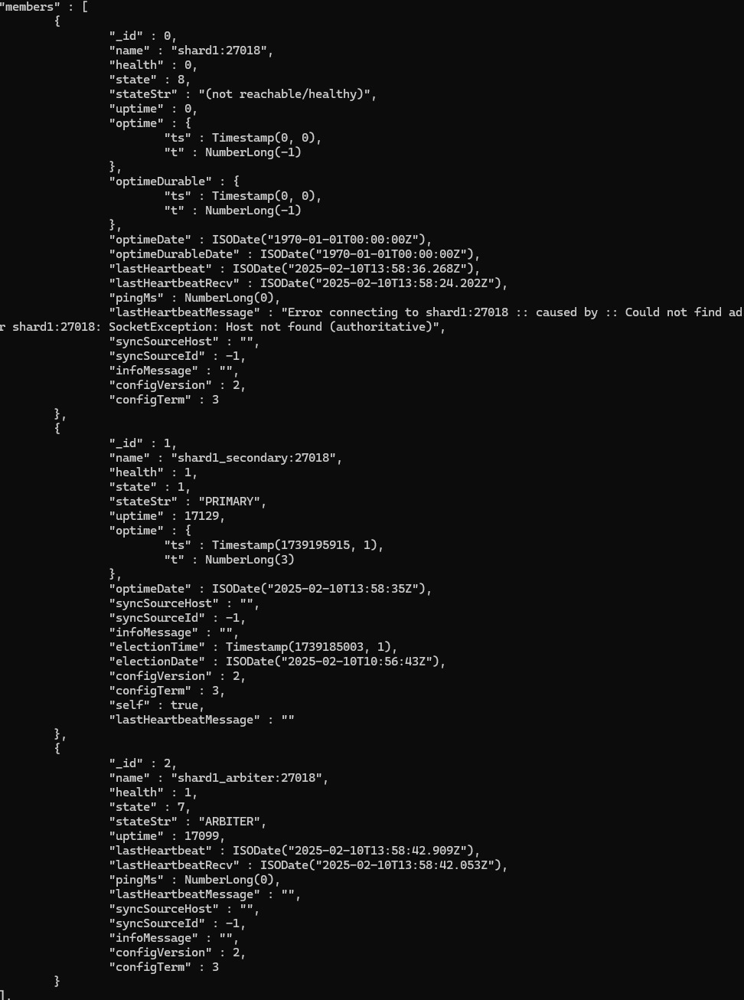 "members" : [
{
"_id" : 0,
"name" : "shard1:27018",
"health" : 0,
"state" : 8,
"stateStr" : "(not reachable/healthy)",
"uptime" : 0,
"optime" : {
"ts" : Timestamp(0, 0),
"t" : NumberLong(-1)
},
"optimeDurable" : {
"ts" : Timestamp(0, 0),
"t" : NumberLong(-1)
},
"optimeDate" : ISODate("1970-01-01T00:00:00Z"),
"optimeDurableDate" : ISODate("1970-01-01T00:00:00Z"),
"lastHeartbeat" : ISODate("2025-02-10T13:58:36.268Z"),
"lastHeartbeatRecv" : ISODate("2025-02-10T13:58:24.202Z"),
"pingMs" : NumberLong(0),
"lastHeartbeatMessage" : "Error connecting to shard1:27018 :: caused by :: Could not find ad
r shard1:27018: SocketException: Host not found (authoritative)",
"syncSourceHost" : "",
"syncSourceId" : -1,
"infoMessage" : "",
"configVersion" : 2,
"configTerm" : 3
},
{
"_id" : 1,
"name" : "shard1_secondary:27018",
"health" : 1,
"state" : 1,
"stateStr" : "PRIMARY",
"uptime" : 17129,
"optime" : {
"ts" : Timestamp(1739195915, 1),
"t" : NumberLong(3)
},
"optimeDate" : ISODate("2025-02-10T13:58:35Z"),
"syncSourceHost" : "",
"syncSourceId" : -1,
"infoMessage" : "",
"electionTime" : Timestamp(1739185003, 1),
"electionDate" : ISODate("2025-02-10T10:56:43Z"),
"configVersion" : 2,
"configTerm" : 3,
"self" : true,
"lastHeartbeatMessage" : ""
},
{
"_id" : 2,
"name" : "shard1_arbiter:27018",
"health" : 1,
"state" : 7,
"stateStr" : "ARBITER",
"uptime" : 17099,
"lastHeartbeat" : ISODate("2025-02-10T13:58:42.909Z"),
"lastHeartbeatRecv" : ISODate("2025-02-10T13:58:42.053Z"),
"pingMs" : NumberLong(0),
"lastHeartbeatMessage" : "",
"syncSourceHost" : "",
"syncSourceId" : -1,
"infoMessage" : "",
"configVersion" : 2,
"configTerm" : 3
}
],